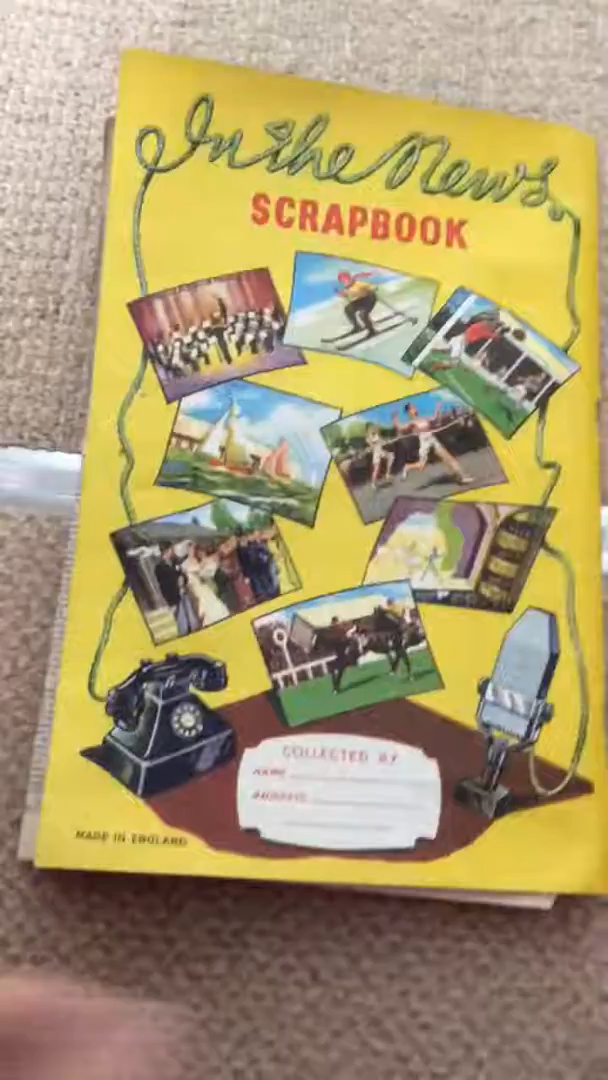 In the News
SCRAPBOOK
COLLECTED BY
NAME
ADDRESS
MADE IN ENGLAND